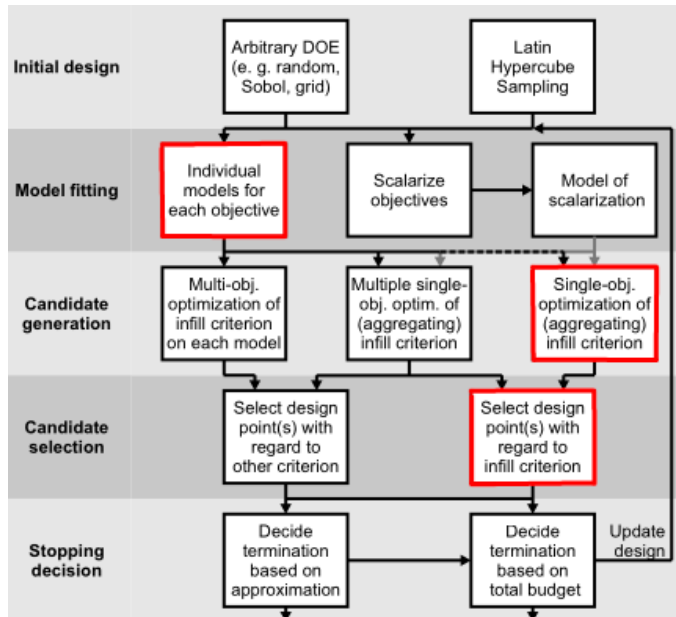 Initial design
Arbitrary DOE
(e. g. random,
Sobol, grid)
Latin
Hypercube
Sampling
Model fitting
Individual
models for
each objective
Scalarize
objectives
Model of
scalarization
Candidate
generation
Multi-obj.
optimization of
infill criterion
on each model
Multiple single-
obj. optim. of
(aggregating)
infill criterion
Single-obj.
optimization of
(aggregating)
infill criterion
Candidate
selection
Select design
point(s) with
regard to
other criterion
Select design
point(s) with
regard to
infill criterion
Stopping
decision
Decide
termination
based on
approximation
Decide
termination
based on
total budget
Update
design